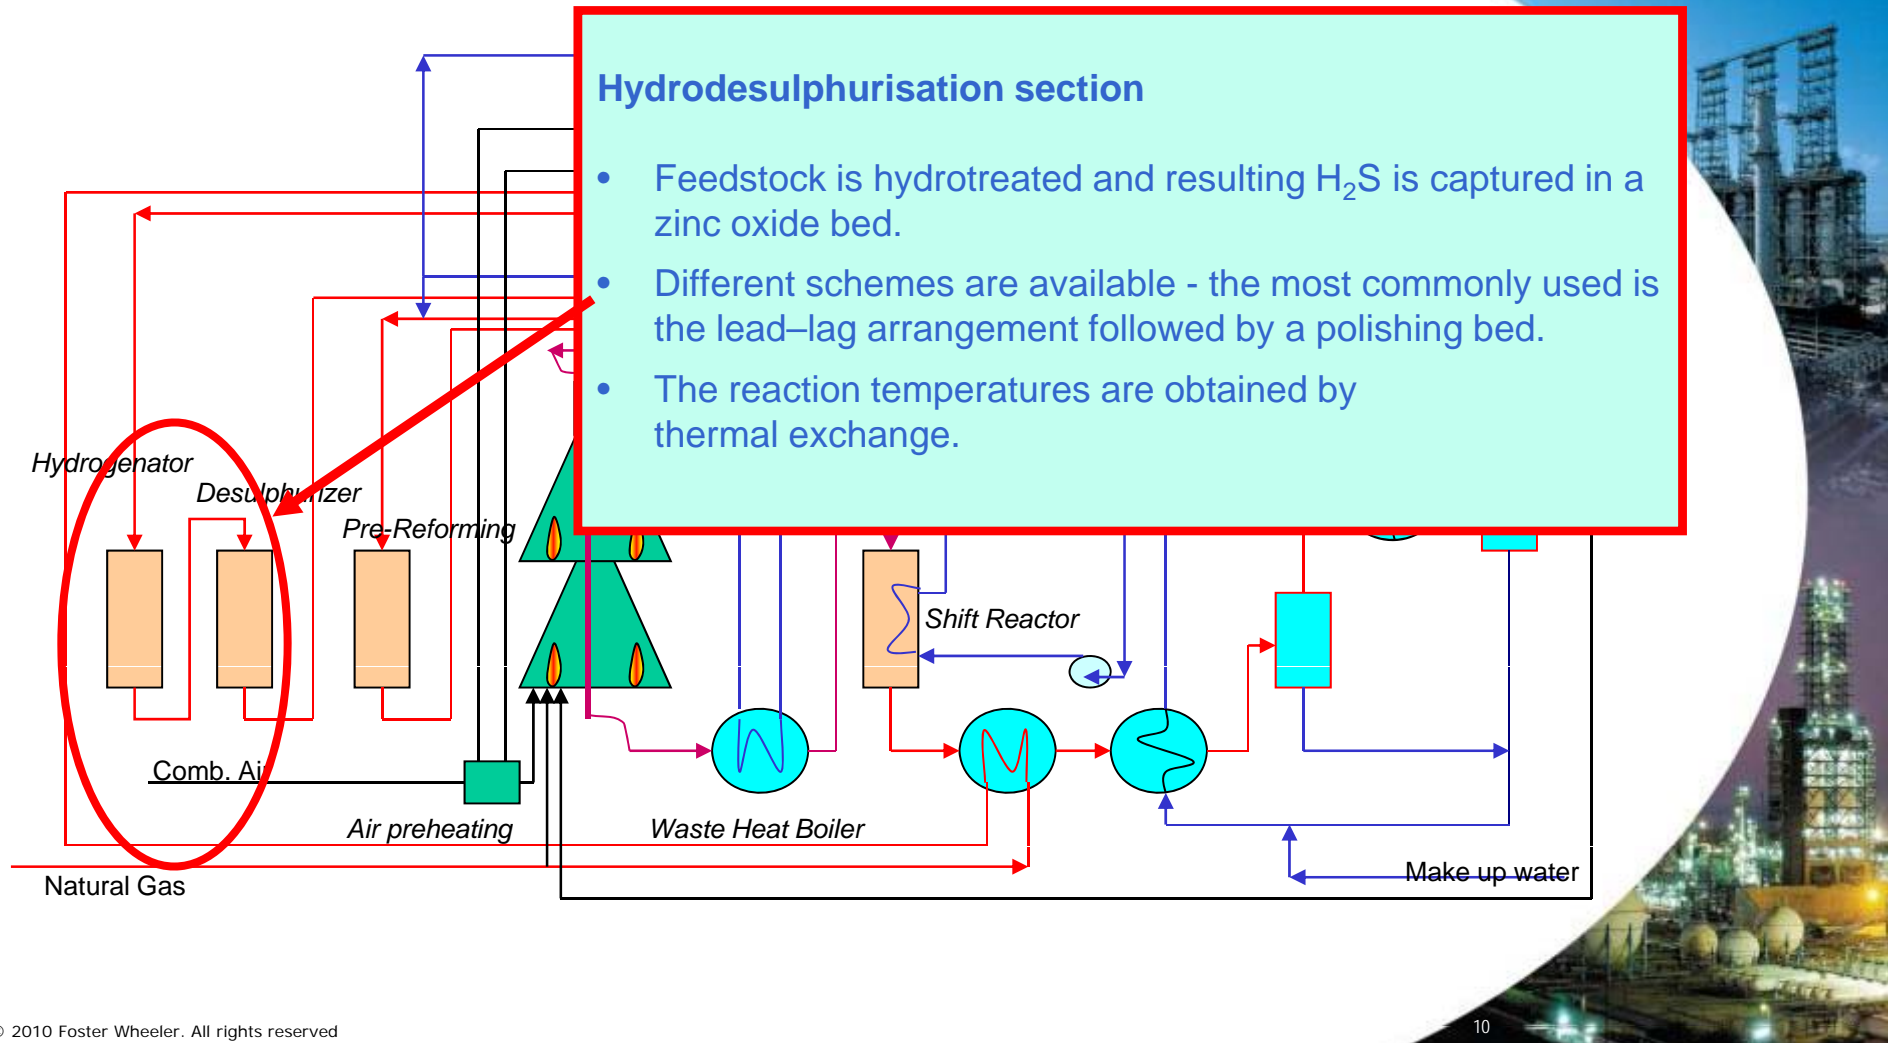 Hydrodesulphurisation section
• Feedstock is hydrotreated and resulting H₂S is captured in a
zinc oxide bed.
• Different schemes are available - the most commonly used is
the lead–lag arrangement followed by a polishing bed.
• The reaction temperatures are obtained by
thermal exchange.
Hydrogenator
Desulphurizer
Pre-Reforming
Shift Reactor
Comb. Air
Air preheating
Waste Heat Boiler
Natural Gas
Make up water
© 2010 Foster Wheeler. All rights reserved
10